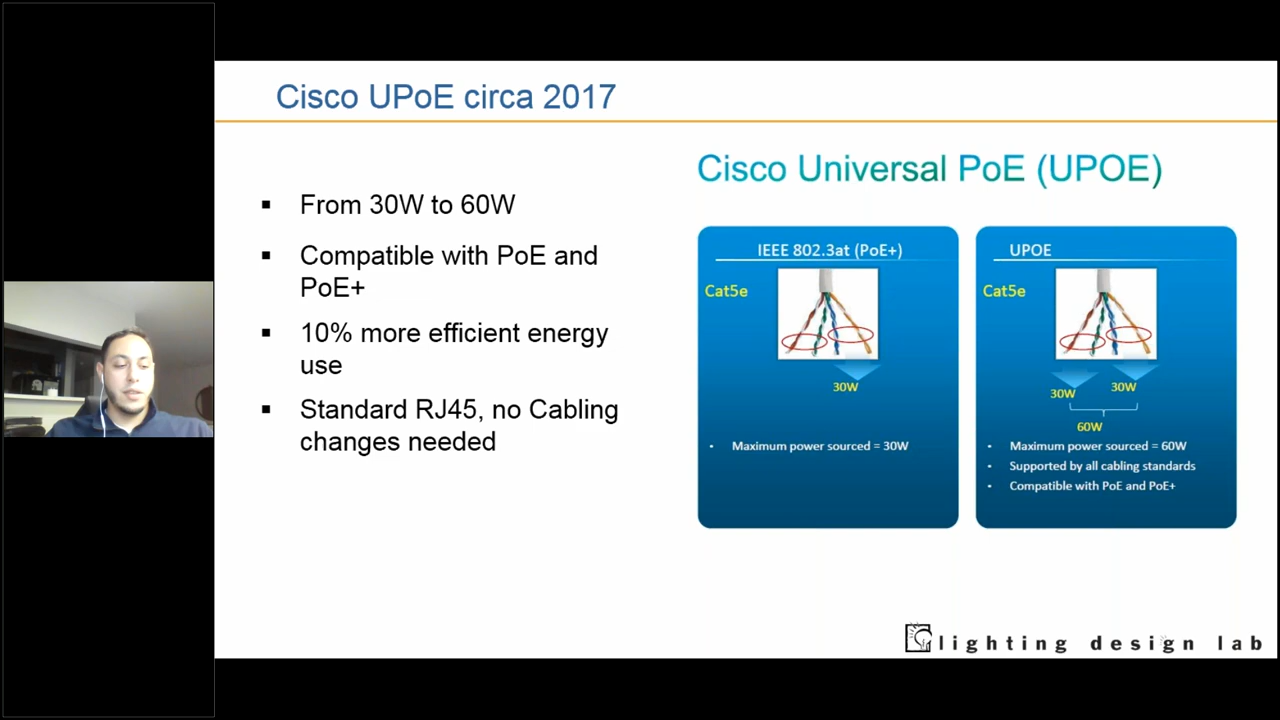 Cisco UPoE circa 2017
Cisco Universal PoE (UPOE)
▪ From 30W to 60W
▪ Compatible with PoE and
PoE+
▪ 10% more efficient energy
use
▪ Standard RJ45, no Cabling
changes needed
IEEE 802.3at (PoE+)
Cat5e
30W
• Maximum power sourced = 30W
UPOE
Cat5e
30W 30W
60W
• Maximum power sourced = 60W
• Supported by all cabling standards
• Compatible with PoE and PoE+
lighting design lab